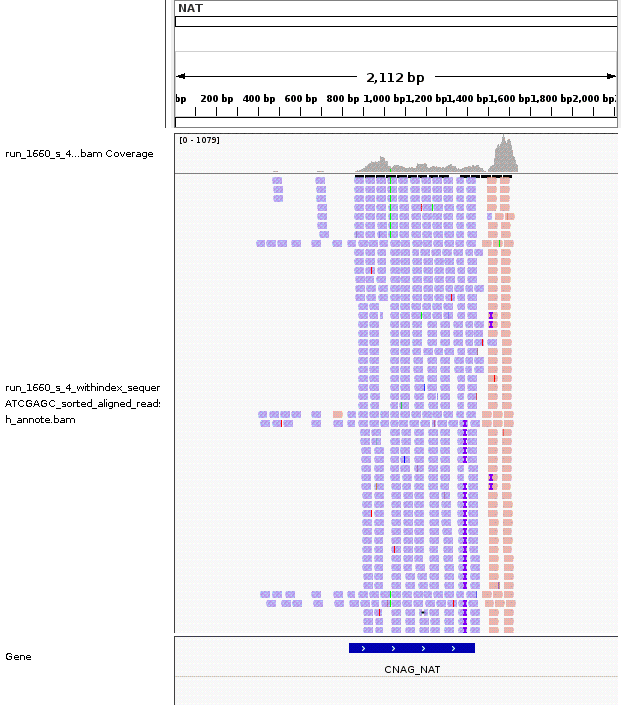 NAT
2,112 bp
bp 200 bp 400 bp 600 bp 800 bp 1,000 bp 1,200 bp 1,400 bp 1,600 bp 1,800 bp 2,000 bp
[0 - 1079]
run_1660_s_4...bam Coverage
run_1660_s_4_withindex_sequer
ATCGAGC_sorted_aligned_read:
h_annote.bam
Gene
CNAG_NAT